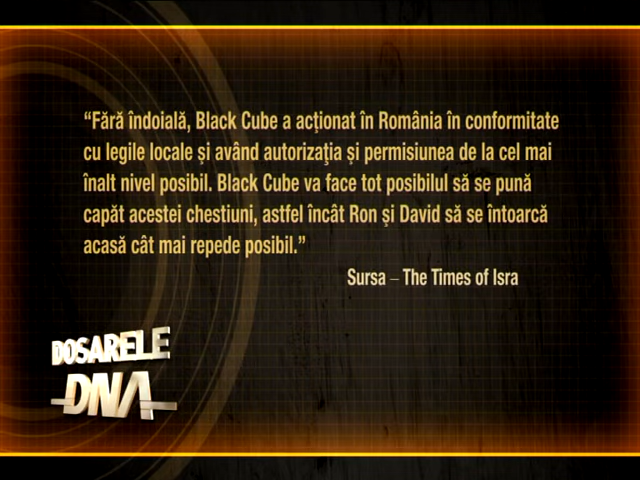 “Fără îndoială, Black Cube a acționat în România în conformitate
cu legile locale și având autorizaţia și permisiunea de la cel mai
înalt nivel posibil. Black Cube va face tot posibilul să se pună
capăt acestei chestiuni, astfel încât Ron și David să se întoarcă
acasă cât mai repede posibil.”
Sursa – The Times of Isra
DOSARELE
DNA